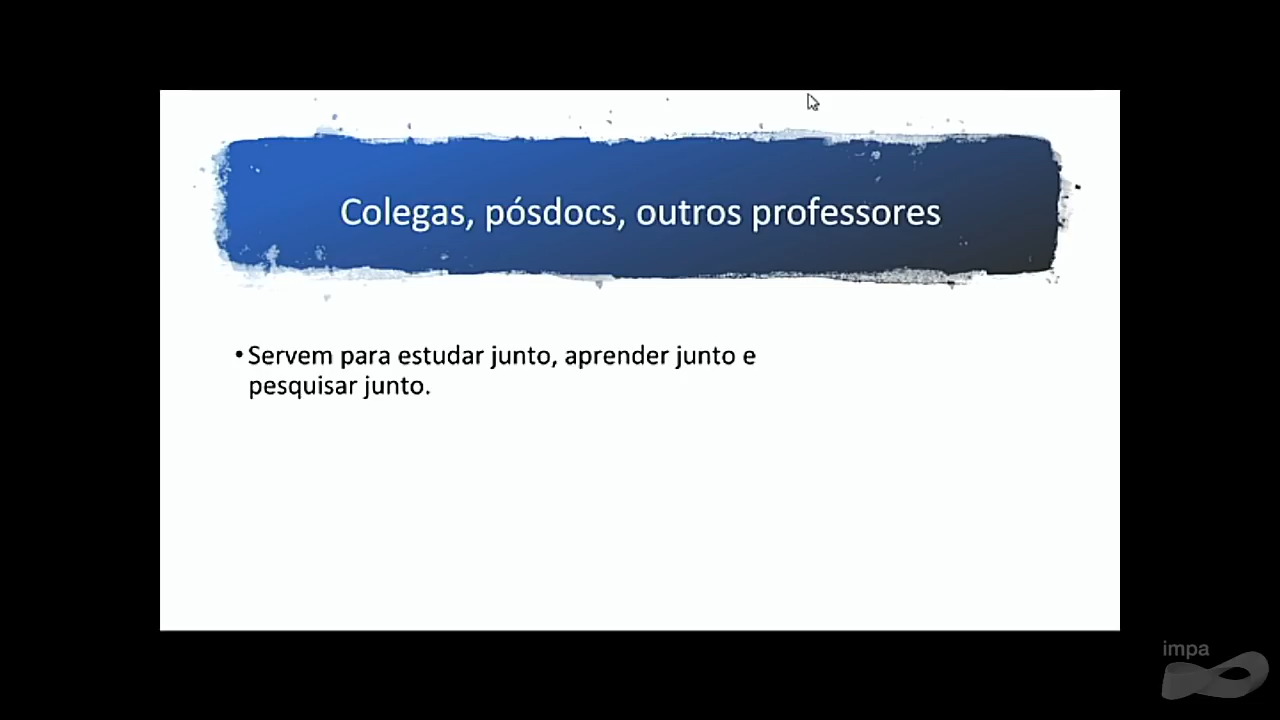 Colegas, pósdocs, outros professores
• Servem para estudar junto, aprender junto e
pesquisar junto.
impa